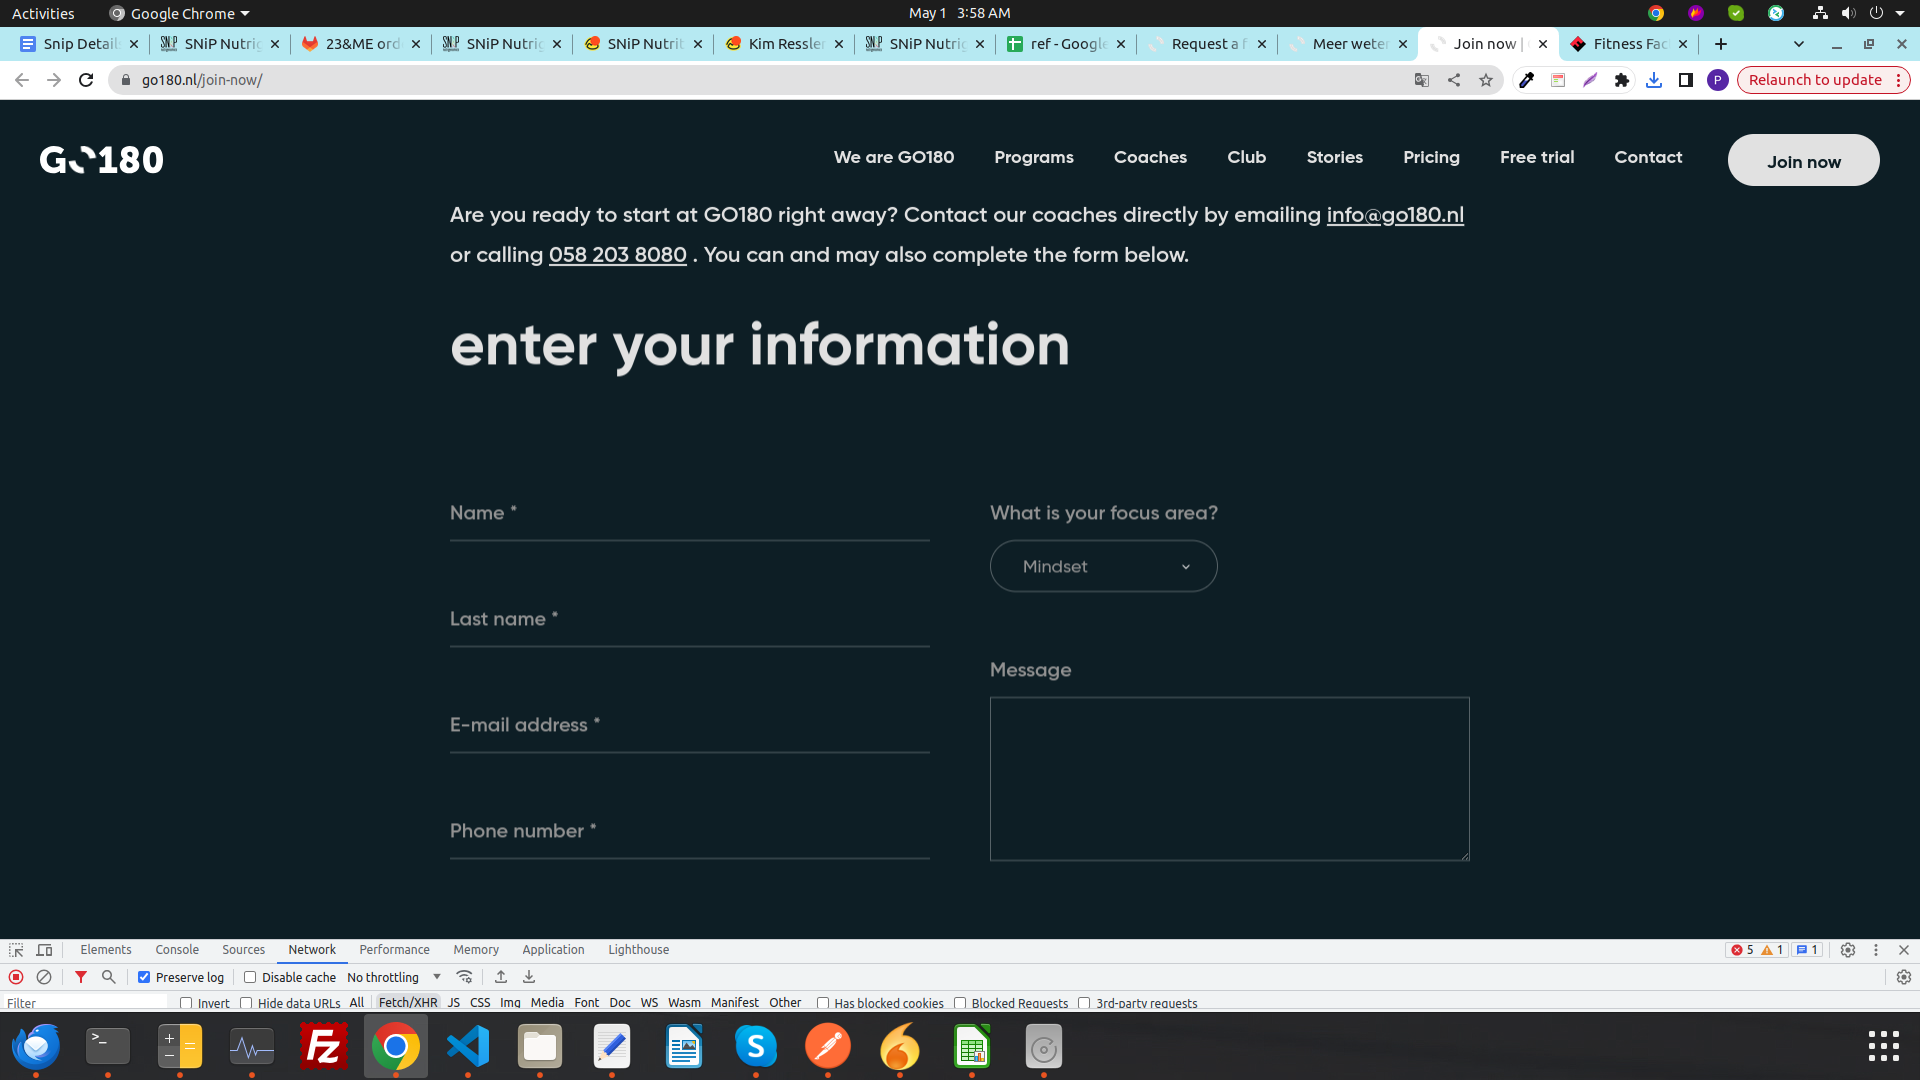 Activities
Google Chrome
May 1 3:58 AM
Snip Details
SNiP Nutrig
23&ME orde
SNiP Nutrig
SNiP Nutrit
Kim Ressler
SNiP Nutrig
ref - Google
Request a f
Meer weten
Join now |
Fitness Fac
go180.nl/join-now/
P
Relaunch to update
GO180
We are GO180
Programs
Coaches
Club
Stories
Pricing
Free trial
Contact
Join now
Are you ready to start at GO180 right away? Contact our coaches directly by emailing info@go180.nl
or calling 058 203 8080 . You can and may also complete the form below.
enter your information
Name *
What is your focus area?
Mindset
Last name *
Message
E-mail address *
Phone number *
Elements
Console
Sources
Network
Performance
Memory
Application
Lighthouse
5
1
1
Preserve log
Disable cache
No throttling
Filter
Invert
Hide data URLs
All
Fetch/XHR
JS
CSS
Img
Media
Font
Doc
WS
Wasm
Manifest
Other
Has blocked cookies
Blocked Requests
3rd-party requests
>_
Fz
S